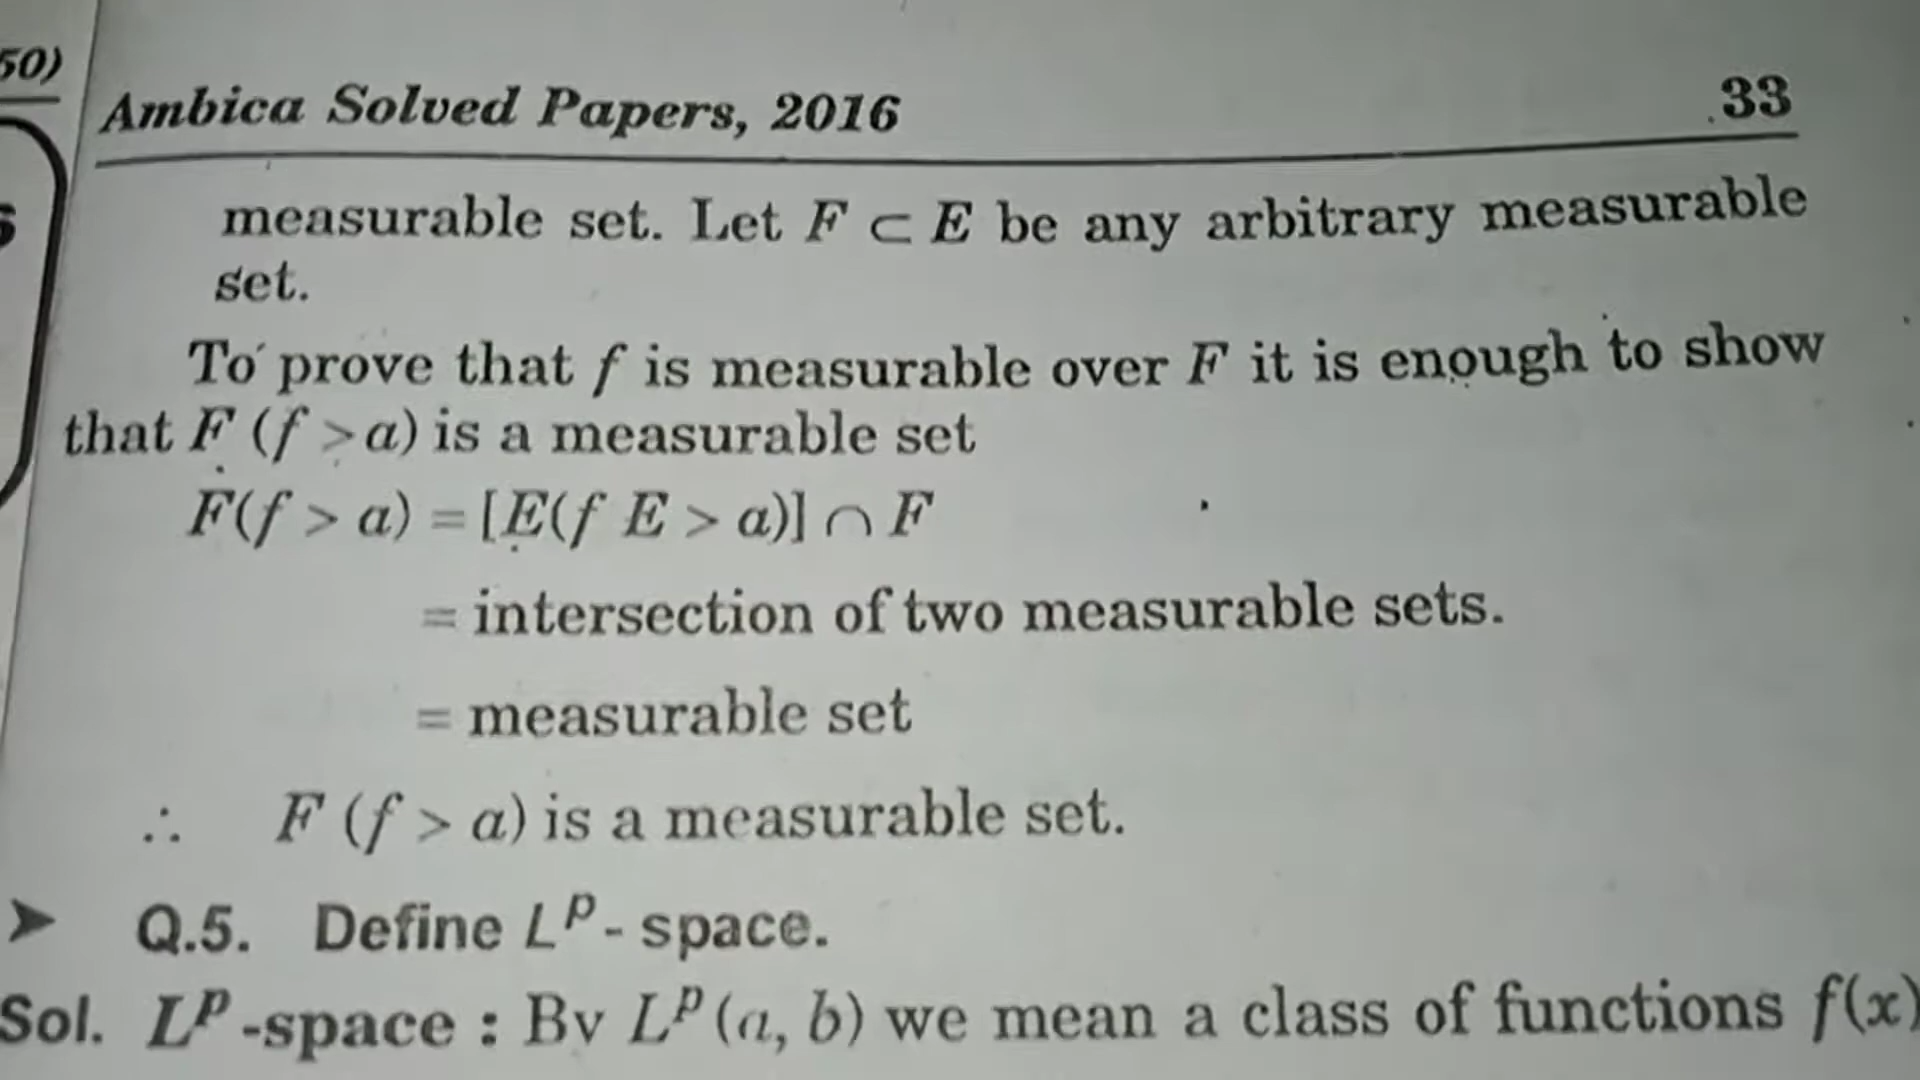 50)
Ambica Solved Papers, 2016 33
measurable set. Let F ⊂ E be any arbitrary measurable
set.
To prove that f is measurable over F it is enough to show
that F (f > a) is a measurable set
F(f > a) = [E(f E > a)] ∩ F
= intersection of two measurable sets.
= measurable set
∴ F (f > a) is a measurable set.
➤ Q.5. Define L^p - space.
Sol. L^p -space : By L^p (a, b) we mean a class of functions f(x)